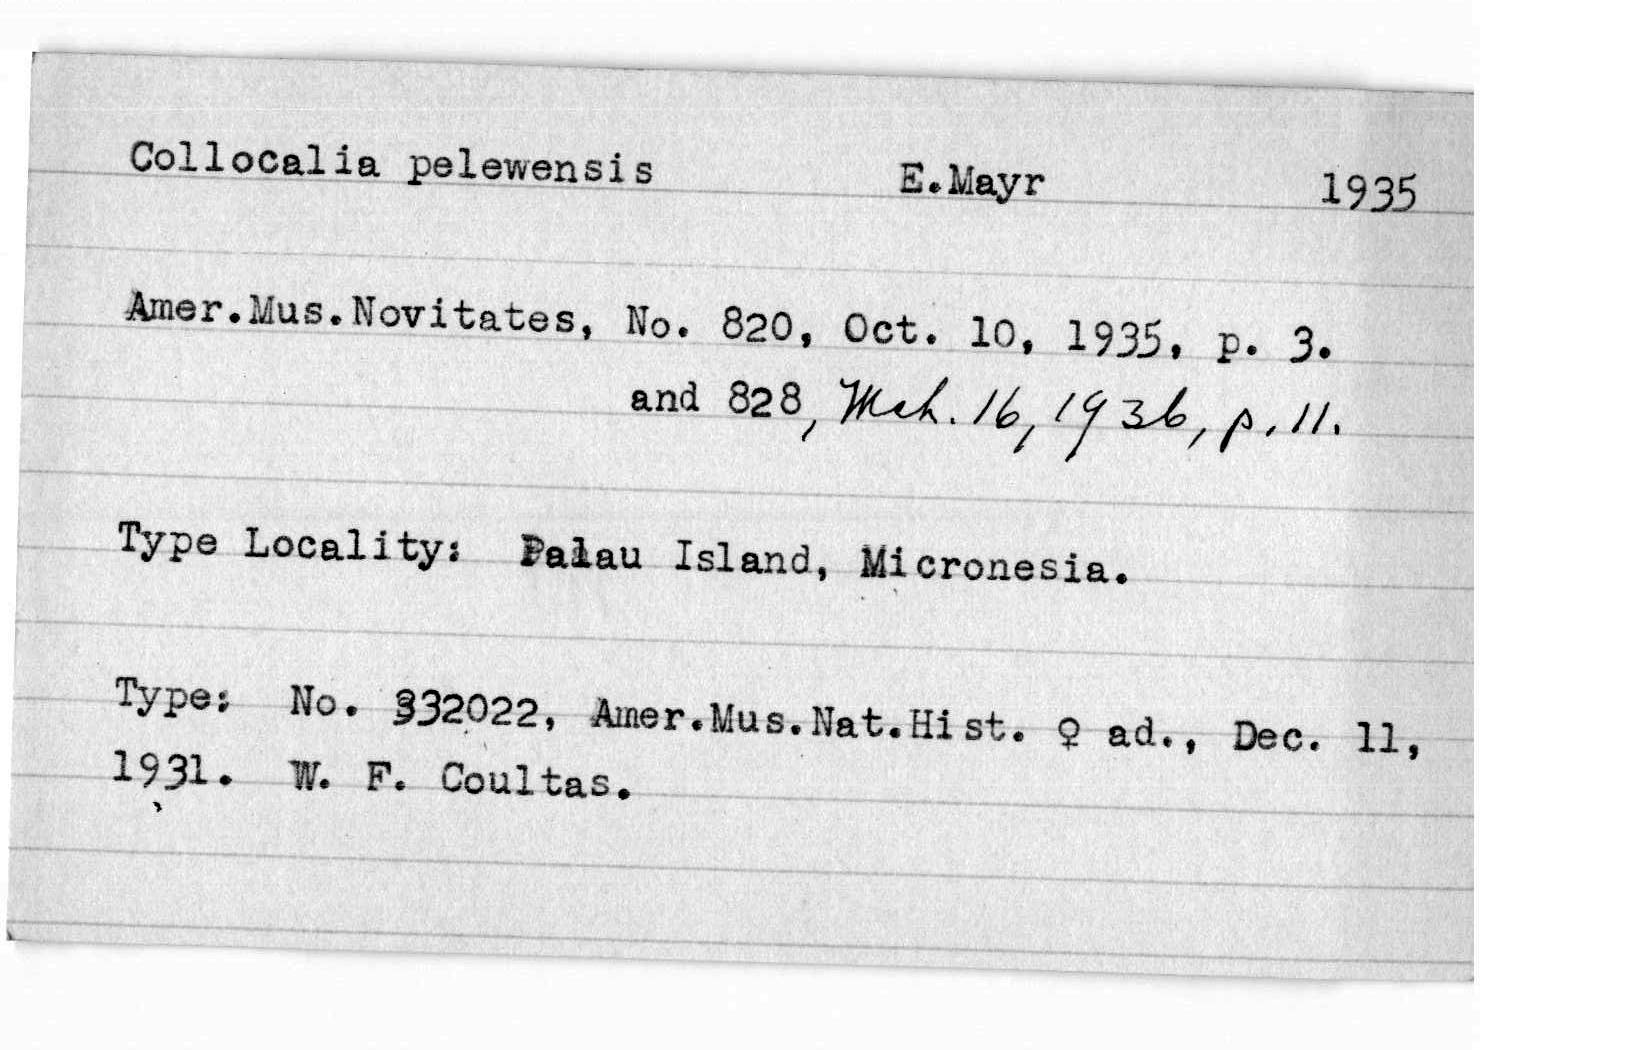 Collocalia pelewensis E.Mayr 1935
Amer.Mus.Novitates, No. 820, Oct. 10, 1935, p. 3.
and 828, Mch. 16, 1936, p. 11.
Type Locality: Palau Island, Micronesia.
Type: No. 332022, Amer.Mus.Nat.Hist. ♀ ad., Dec. 11,
1931. W. F. Coultas.